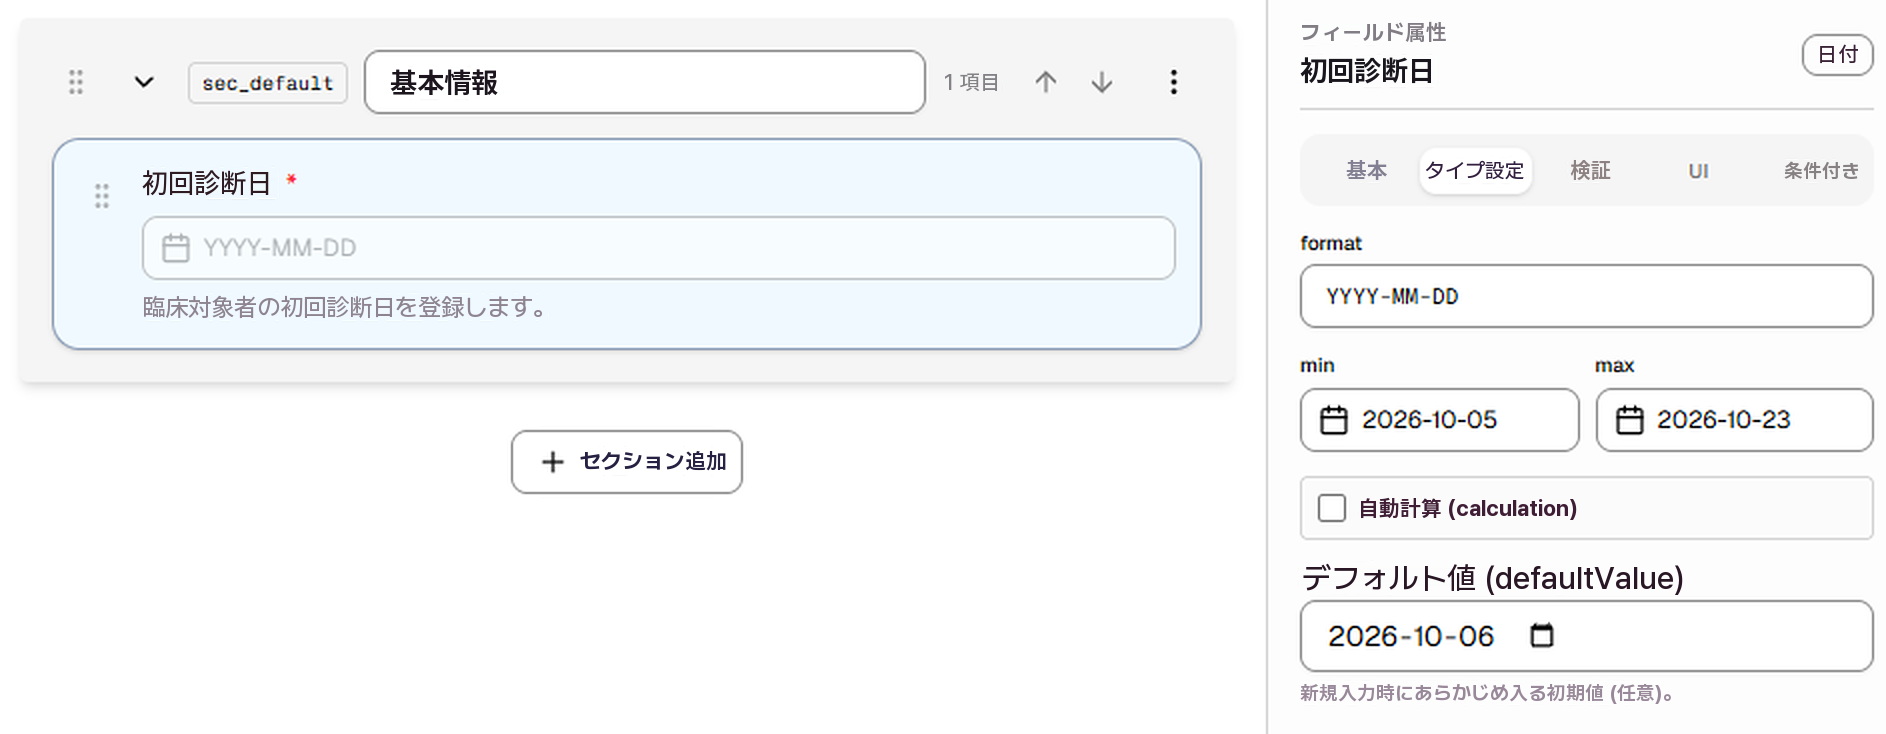 sec_default
基本情報
1 項目
初回診断日 *
YYYY-MM-DD
臨床対象者の初回診断日を登録します。
セクション追加
フィールド属性
初回診断日
日付
基本 タイプ設定 検証 UI 条件付き
format
YYYY-MM-DD
min max
2026-10-05 2026-10-23
自動計算 (calculation)
デフォルト値 (defaultValue)
2026-10-06
新規入力時にあらかじめ入る初期値 (任意)。